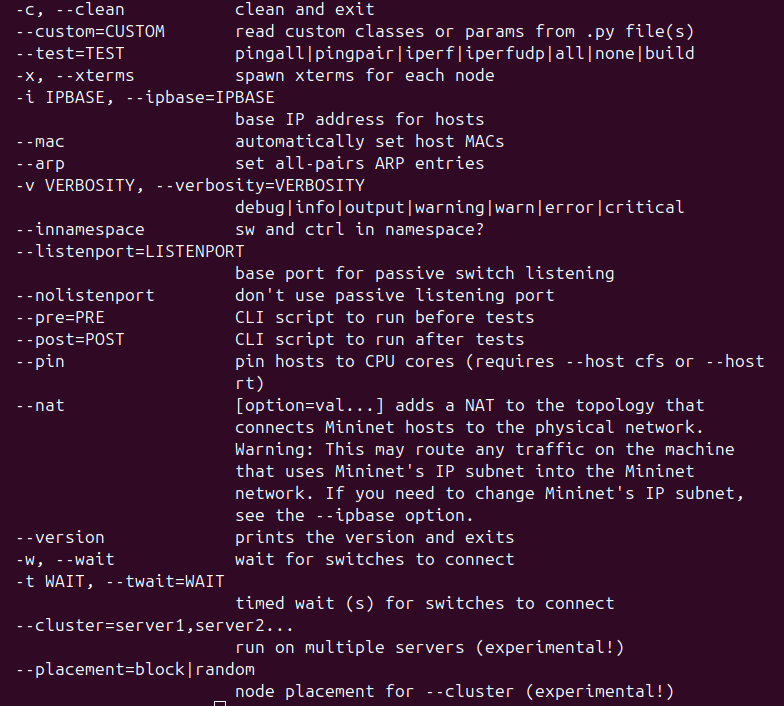 -c, --clean           clean and exit
--custom=CUSTOM       read custom classes or params from .py file(s)
--test=TEST           pingall|pingpair|iperf|iperfudp|all|none|build
-x, --xterms          spawn xterms for each node
-i IPBASE, --ipbase=IPBASE
                      base IP address for hosts
--mac                 automatically set host MACs
--arp                 set all-pairs ARP entries
-v VERBOSITY, --verbosity=VERBOSITY
                      debug|info|output|warning|warn|error|critical
--innamespace         sw and ctrl in namespace?
--listenport=LISTENPORT
                      base port for passive switch listening
--nolistenport        don't use passive listening port
--pre=PRE             CLI script to run before tests
--post=POST           CLI script to run after tests
--pin                 pin hosts to CPU cores (requires --host cfs or --host
                      rt)
--nat                 [option=val...] adds a NAT to the topology that
                      connects Mininet hosts to the physical network.
                      Warning: This may route any traffic on the machine
                      that uses Mininet's IP subnet into the Mininet
                      network. If you need to change Mininet's IP subnet,
                      see the --ipbase option.
--version             prints the version and exits
-w, --wait            wait for switches to connect
-t WAIT, --twait=WAIT
                      timed wait (s) for switches to connect
--cluster=server1,server2...
                      run on multiple servers (experimental!)
--placement=block|random
                      node placement for --cluster (experimental!)